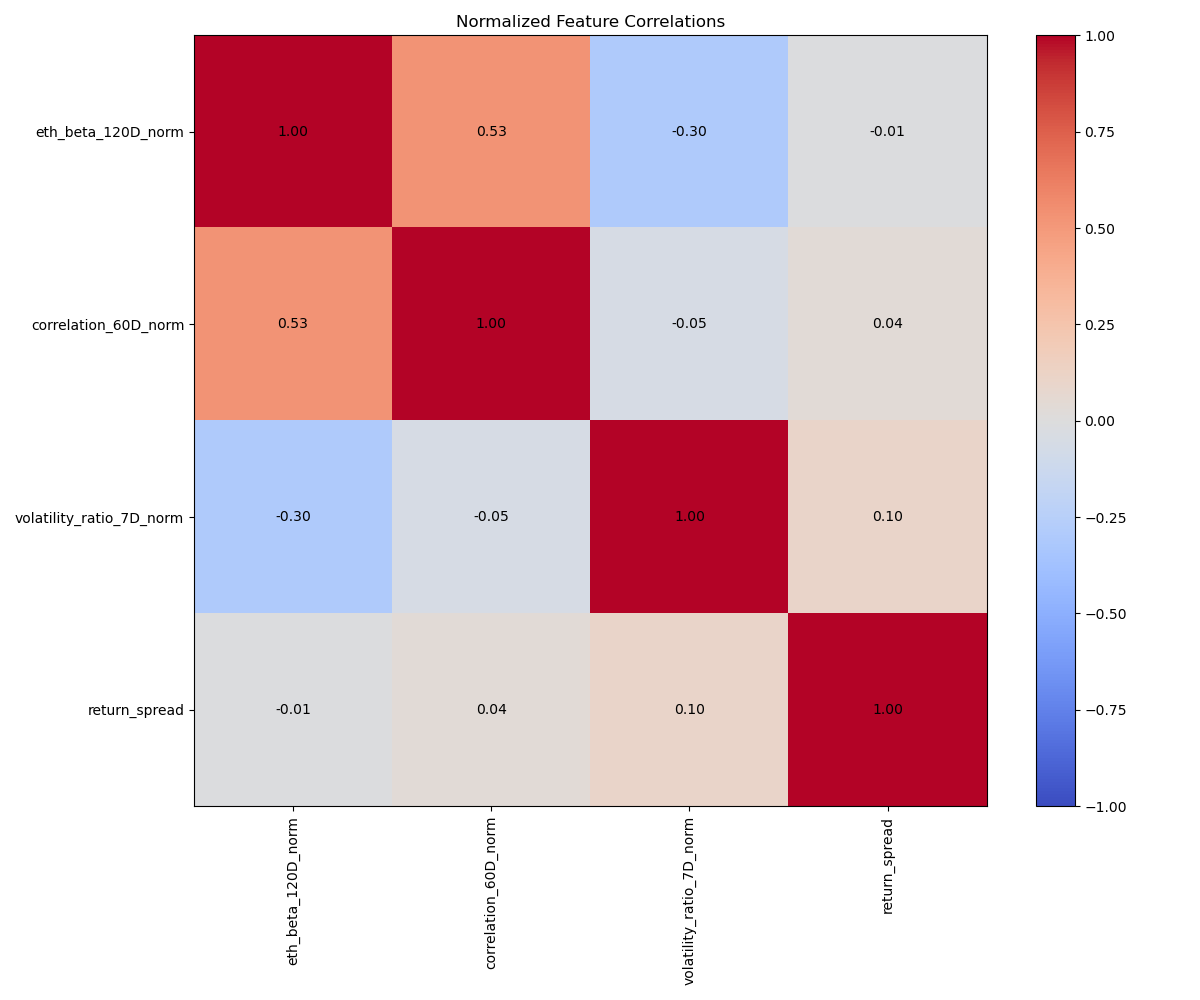 Normalized Feature Correlations
eth_beta_120D_norm
1.00
0.53
-0.30
-0.01
correlation_60D_norm
0.53
1.00
-0.05
0.04
volatility_ratio_7D_norm
-0.30
-0.05
1.00
0.10
return_spread
-0.01
0.04
0.10
1.00
eth_beta_120D_norm
correlation_60D_norm
volatility_ratio_7D_norm
return_spread
1.00
0.75
0.50
0.25
0.00
−0.25
−0.50
−0.75
−1.00